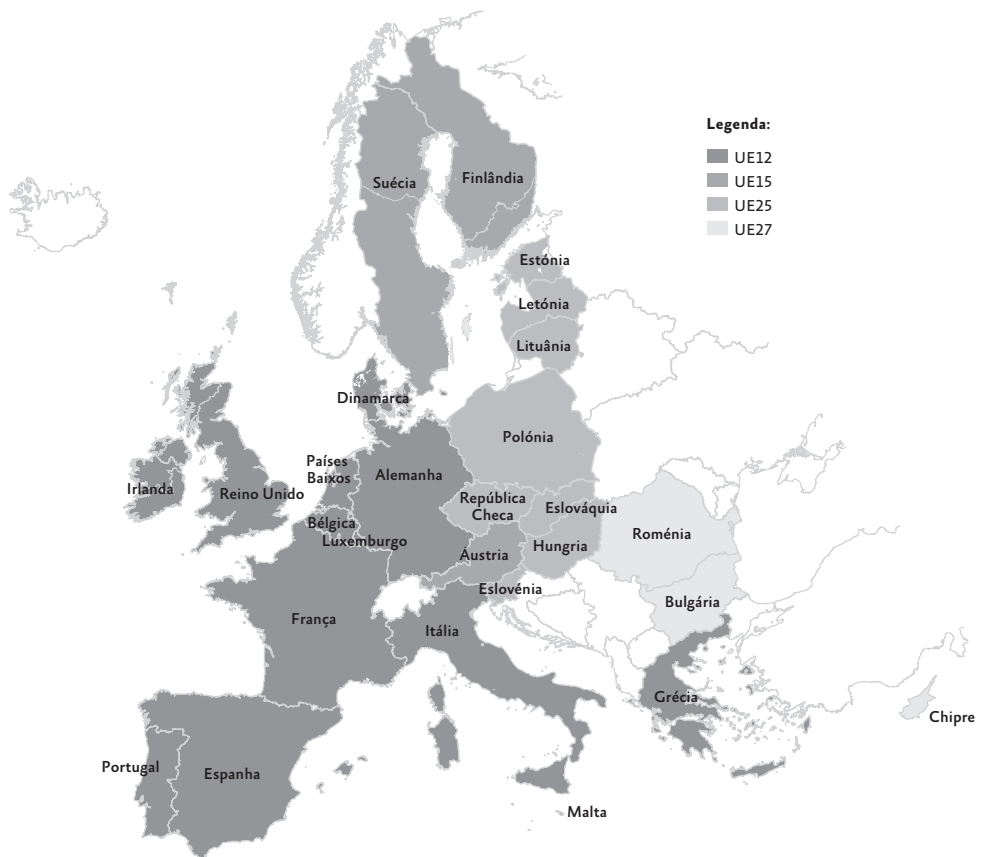 Legenda:
UE12
UE15
UE25
UE27
Suécia
Finlândia
Estónia
Letónia
Lituânia
Dinamarca
Polónia
Países
Baixos
Alemanha
Irlanda
Reino Unido
República
Checa
Eslováquia
Bélgica
Luxemburgo
Roménia
Áustria
Hungria
Eslovénia
Bulgária
França
Itália
Grécia
Chipre
Portugal
Espanha
Malta